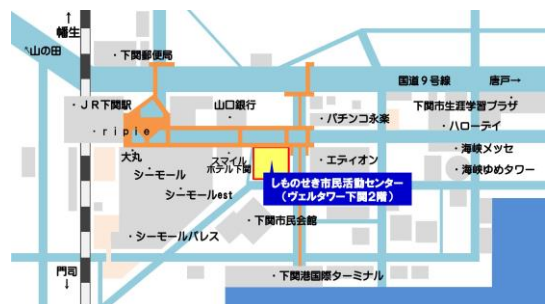 ↑
幡生
山の田
・下関郵便局
国道９号線
唐戸→
・ＪＲ下関駅
山口銀行
・パチンコ永楽
下関市生涯学習プラザ
・ハローデイ
・ｒｉｐｉｅ
大丸
スマイル
ホテル下関
・エディオン
・海峡メッセ
・海峡ゆめタワー
シーモール
シーモールest
しものせき市民活動センター
（ヴェルタワー下関２階）
・下関市民会館
・シーモールパレス
門司
↓
・下関港国際ターミナル